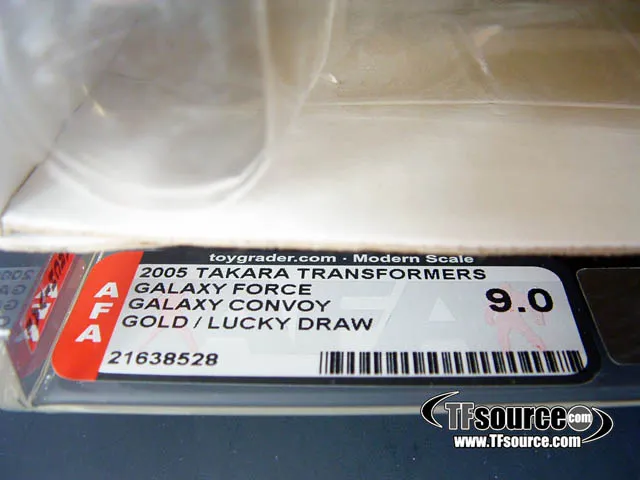 toygrader.com · Modern Scale
AFA
2005 TAKARA TRANSFORMERS
GALAXY FORCE
GALAXY CONVOY
GOLD / LUCKY DRAW
9.0
21638528
TFsource.com
www.TFsource.com